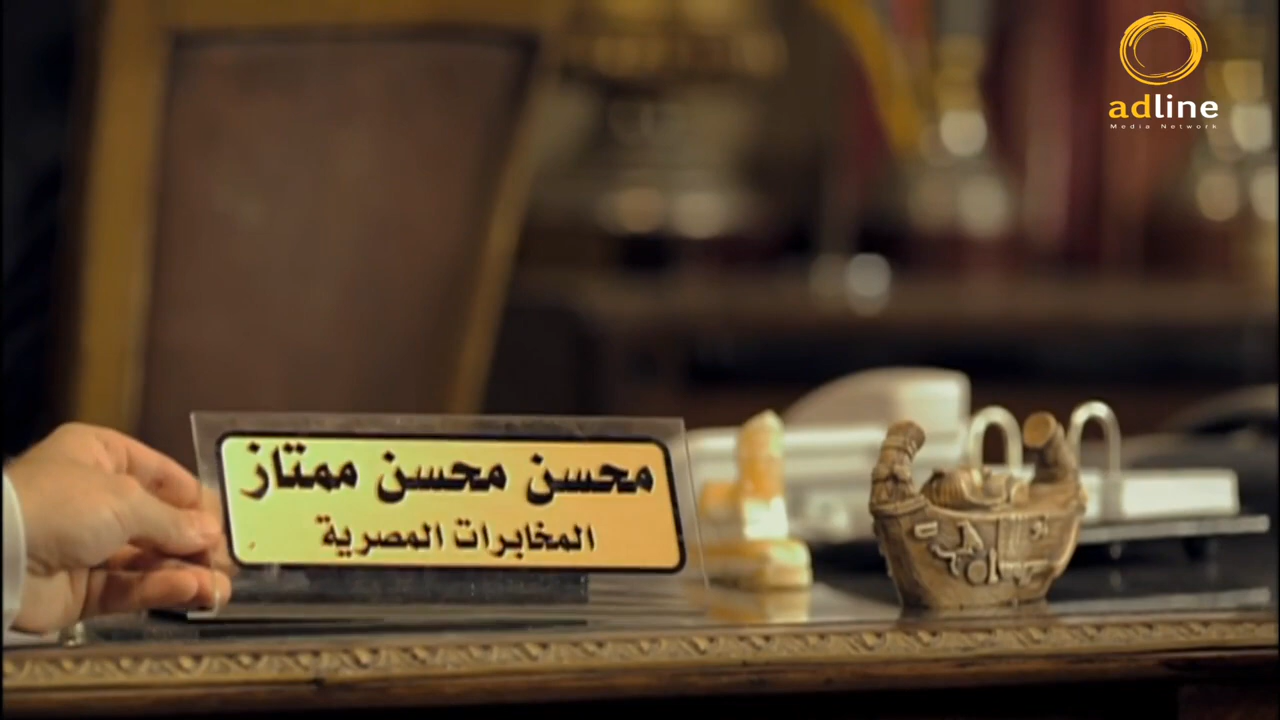 adline
Media Network
محسن محسن ممتاز
المخابرات المصرية